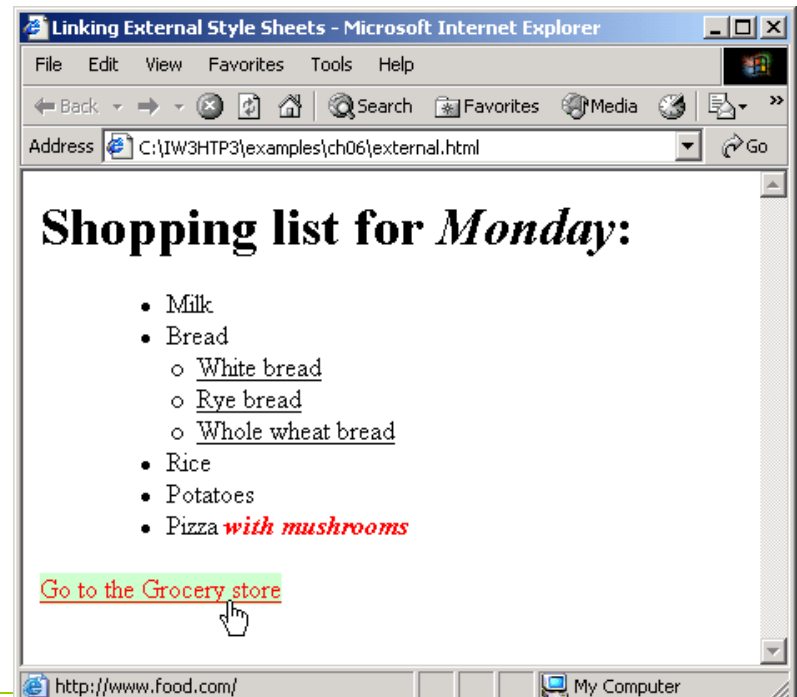 Linking External Style Sheets - Microsoft Internet Explorer
File Edit View Favorites Tools Help
Back Search Favorites Media »
Address C:\IW3HTP3\examples\ch06\external.html Go
Shopping list for Monday:
• Milk
• Bread
o White bread
o Rye bread
o Whole wheat bread
• Rice
• Potatoes
• Pizza with mushrooms
Go to the Grocery store
http://www.food.com/ My Computer